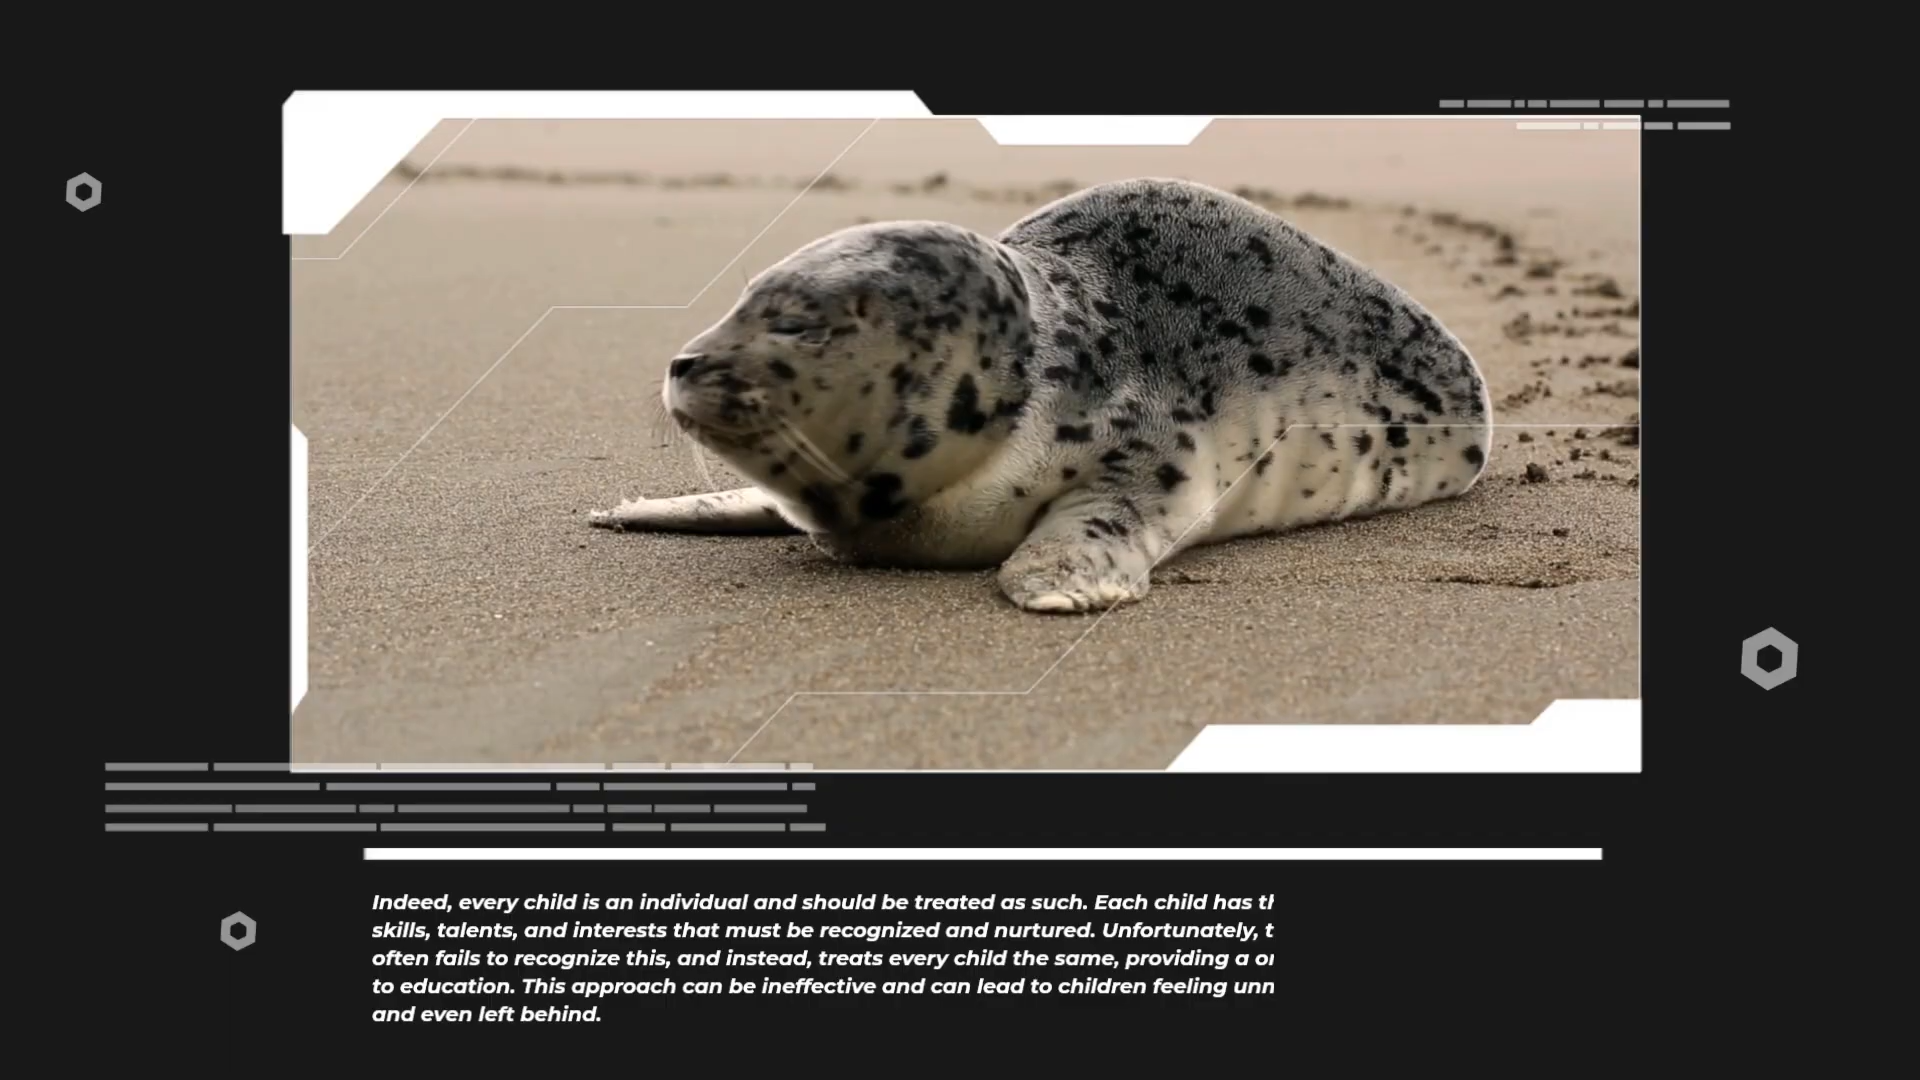 Indeed, every child is an individual and should be treated as such. Each child has
skills, talents, and interests that must be recognized and nurtured. Unfortunately,
often fails to recognize this, and instead, treats every child the same, providing a
to education. This approach can be ineffective and can lead to children feeling
and even left behind.